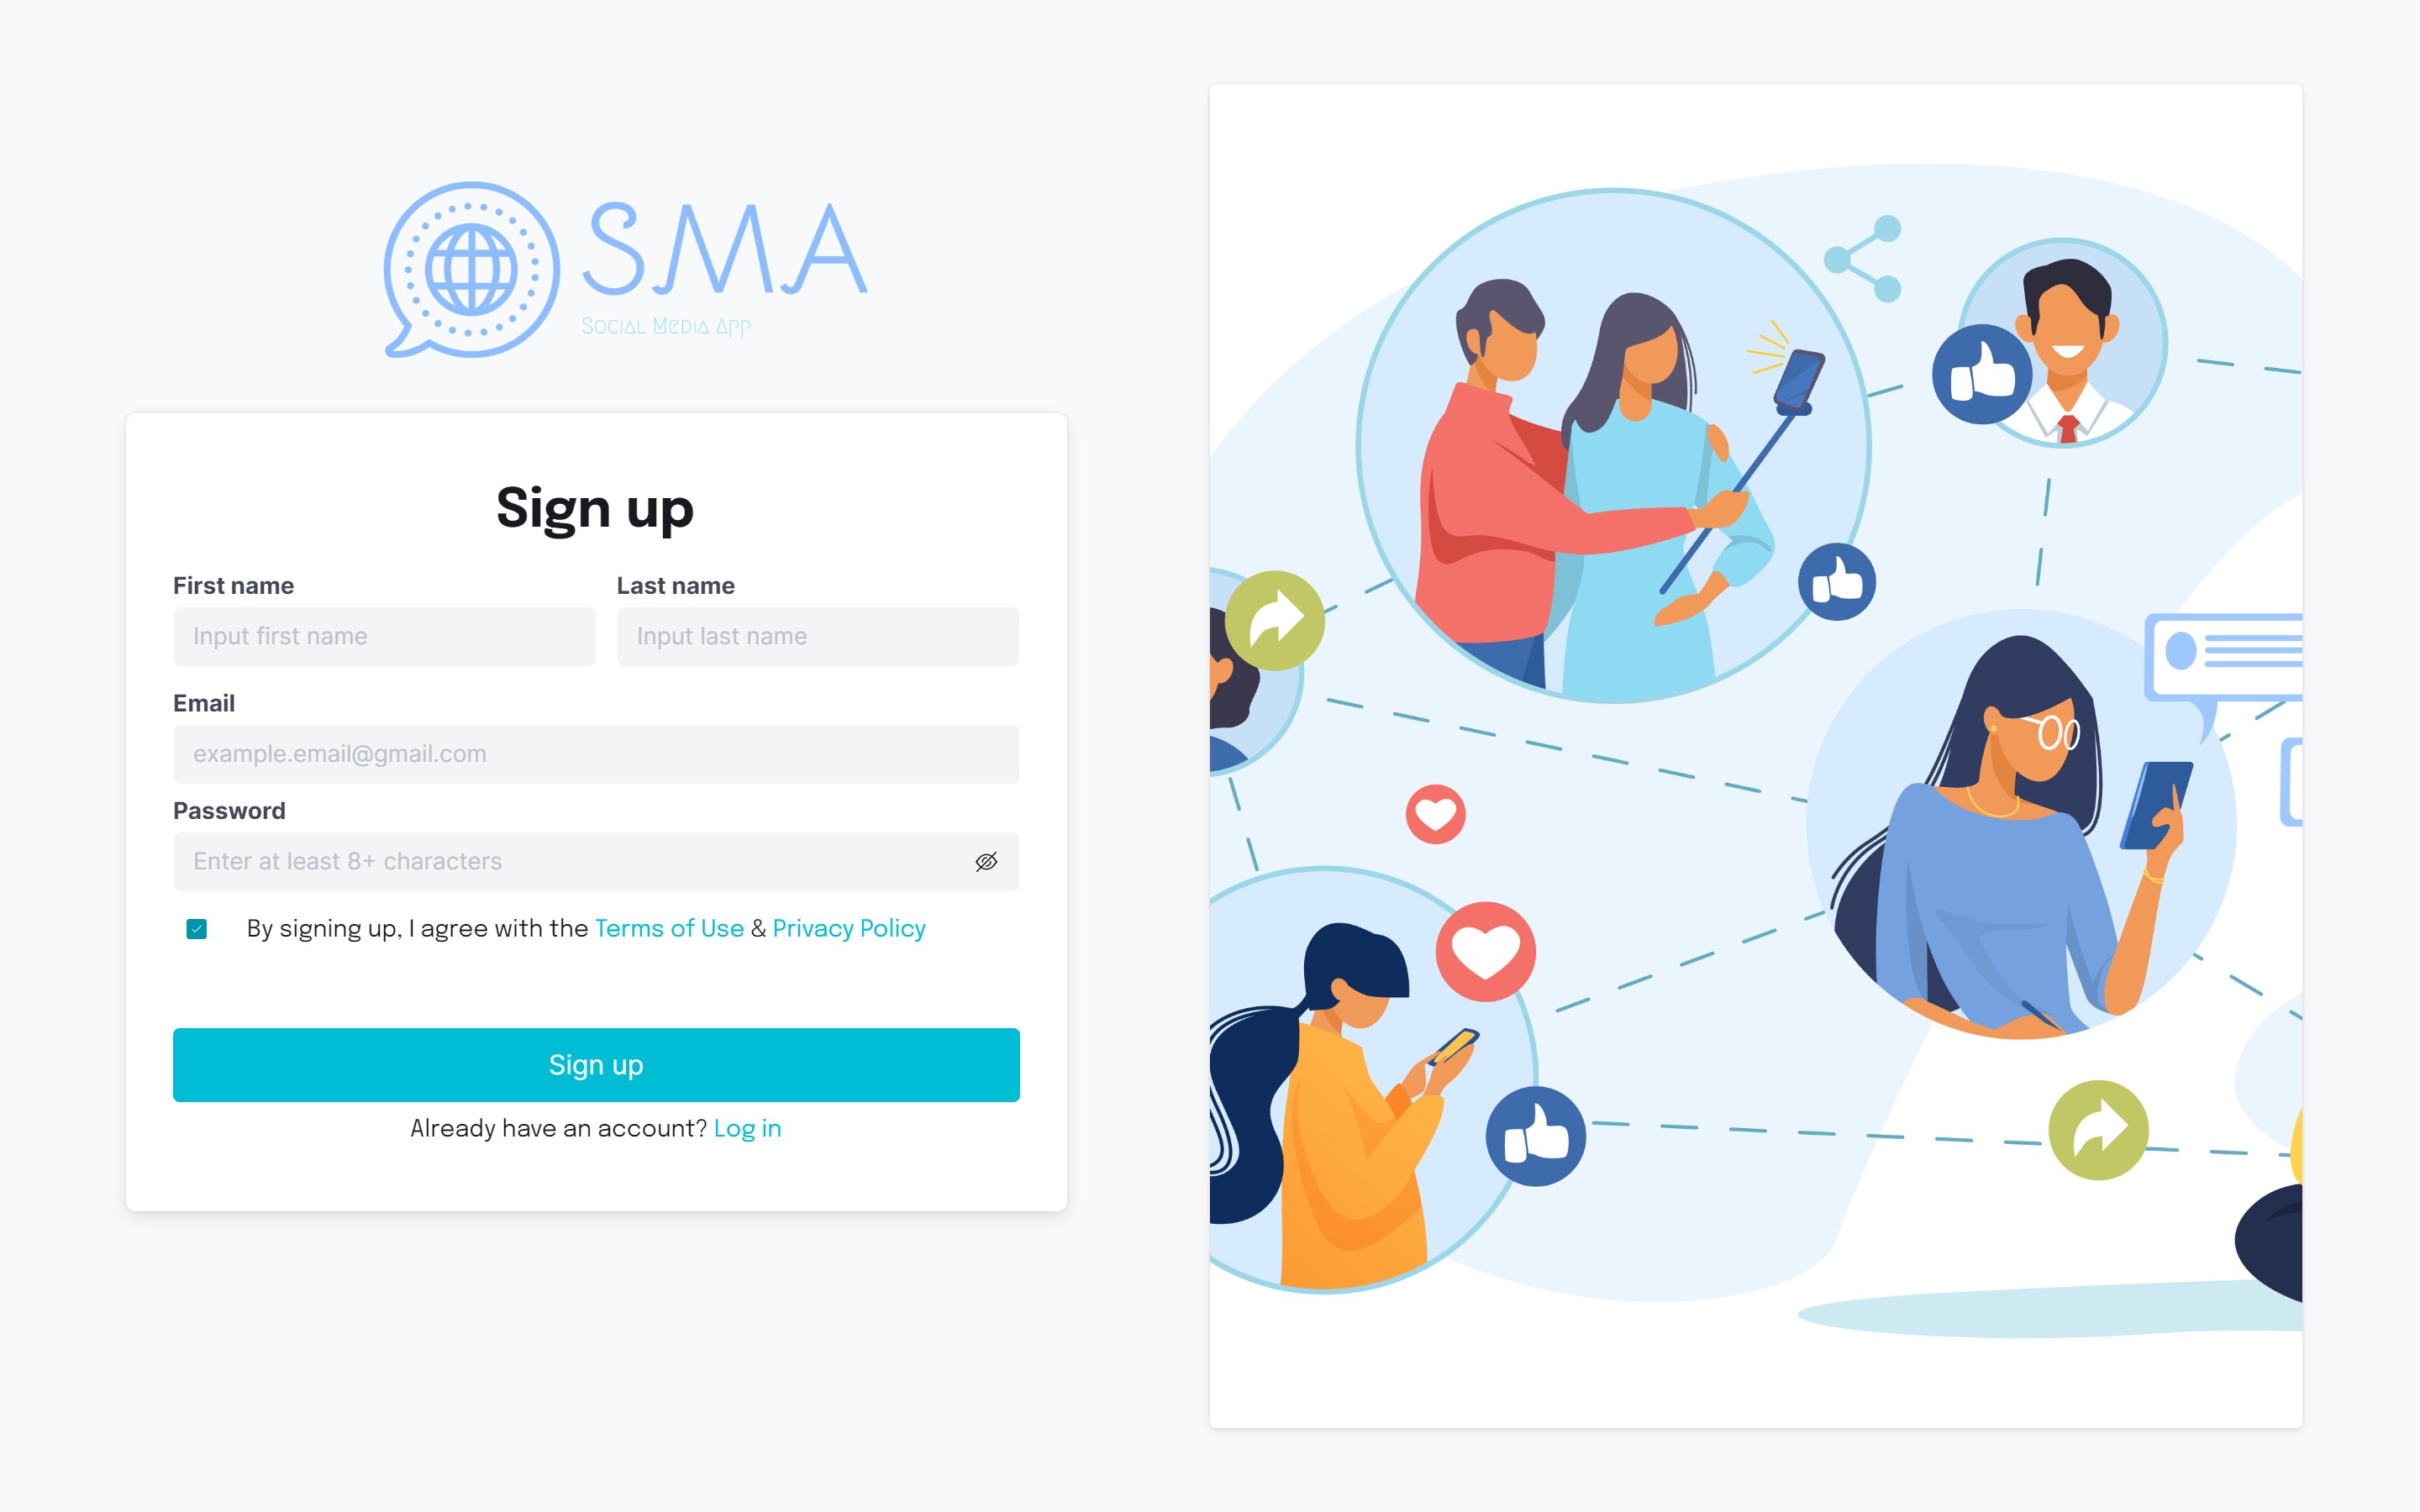 SMA
Social Media App
Sign up
First name
Last name
Input first name
Input last name
Email
example.email@gmail.com
Password
Enter at least 8+ characters
By signing up, I agree with the Terms of Use & Privacy Policy
Sign up
Already have an account? Log in